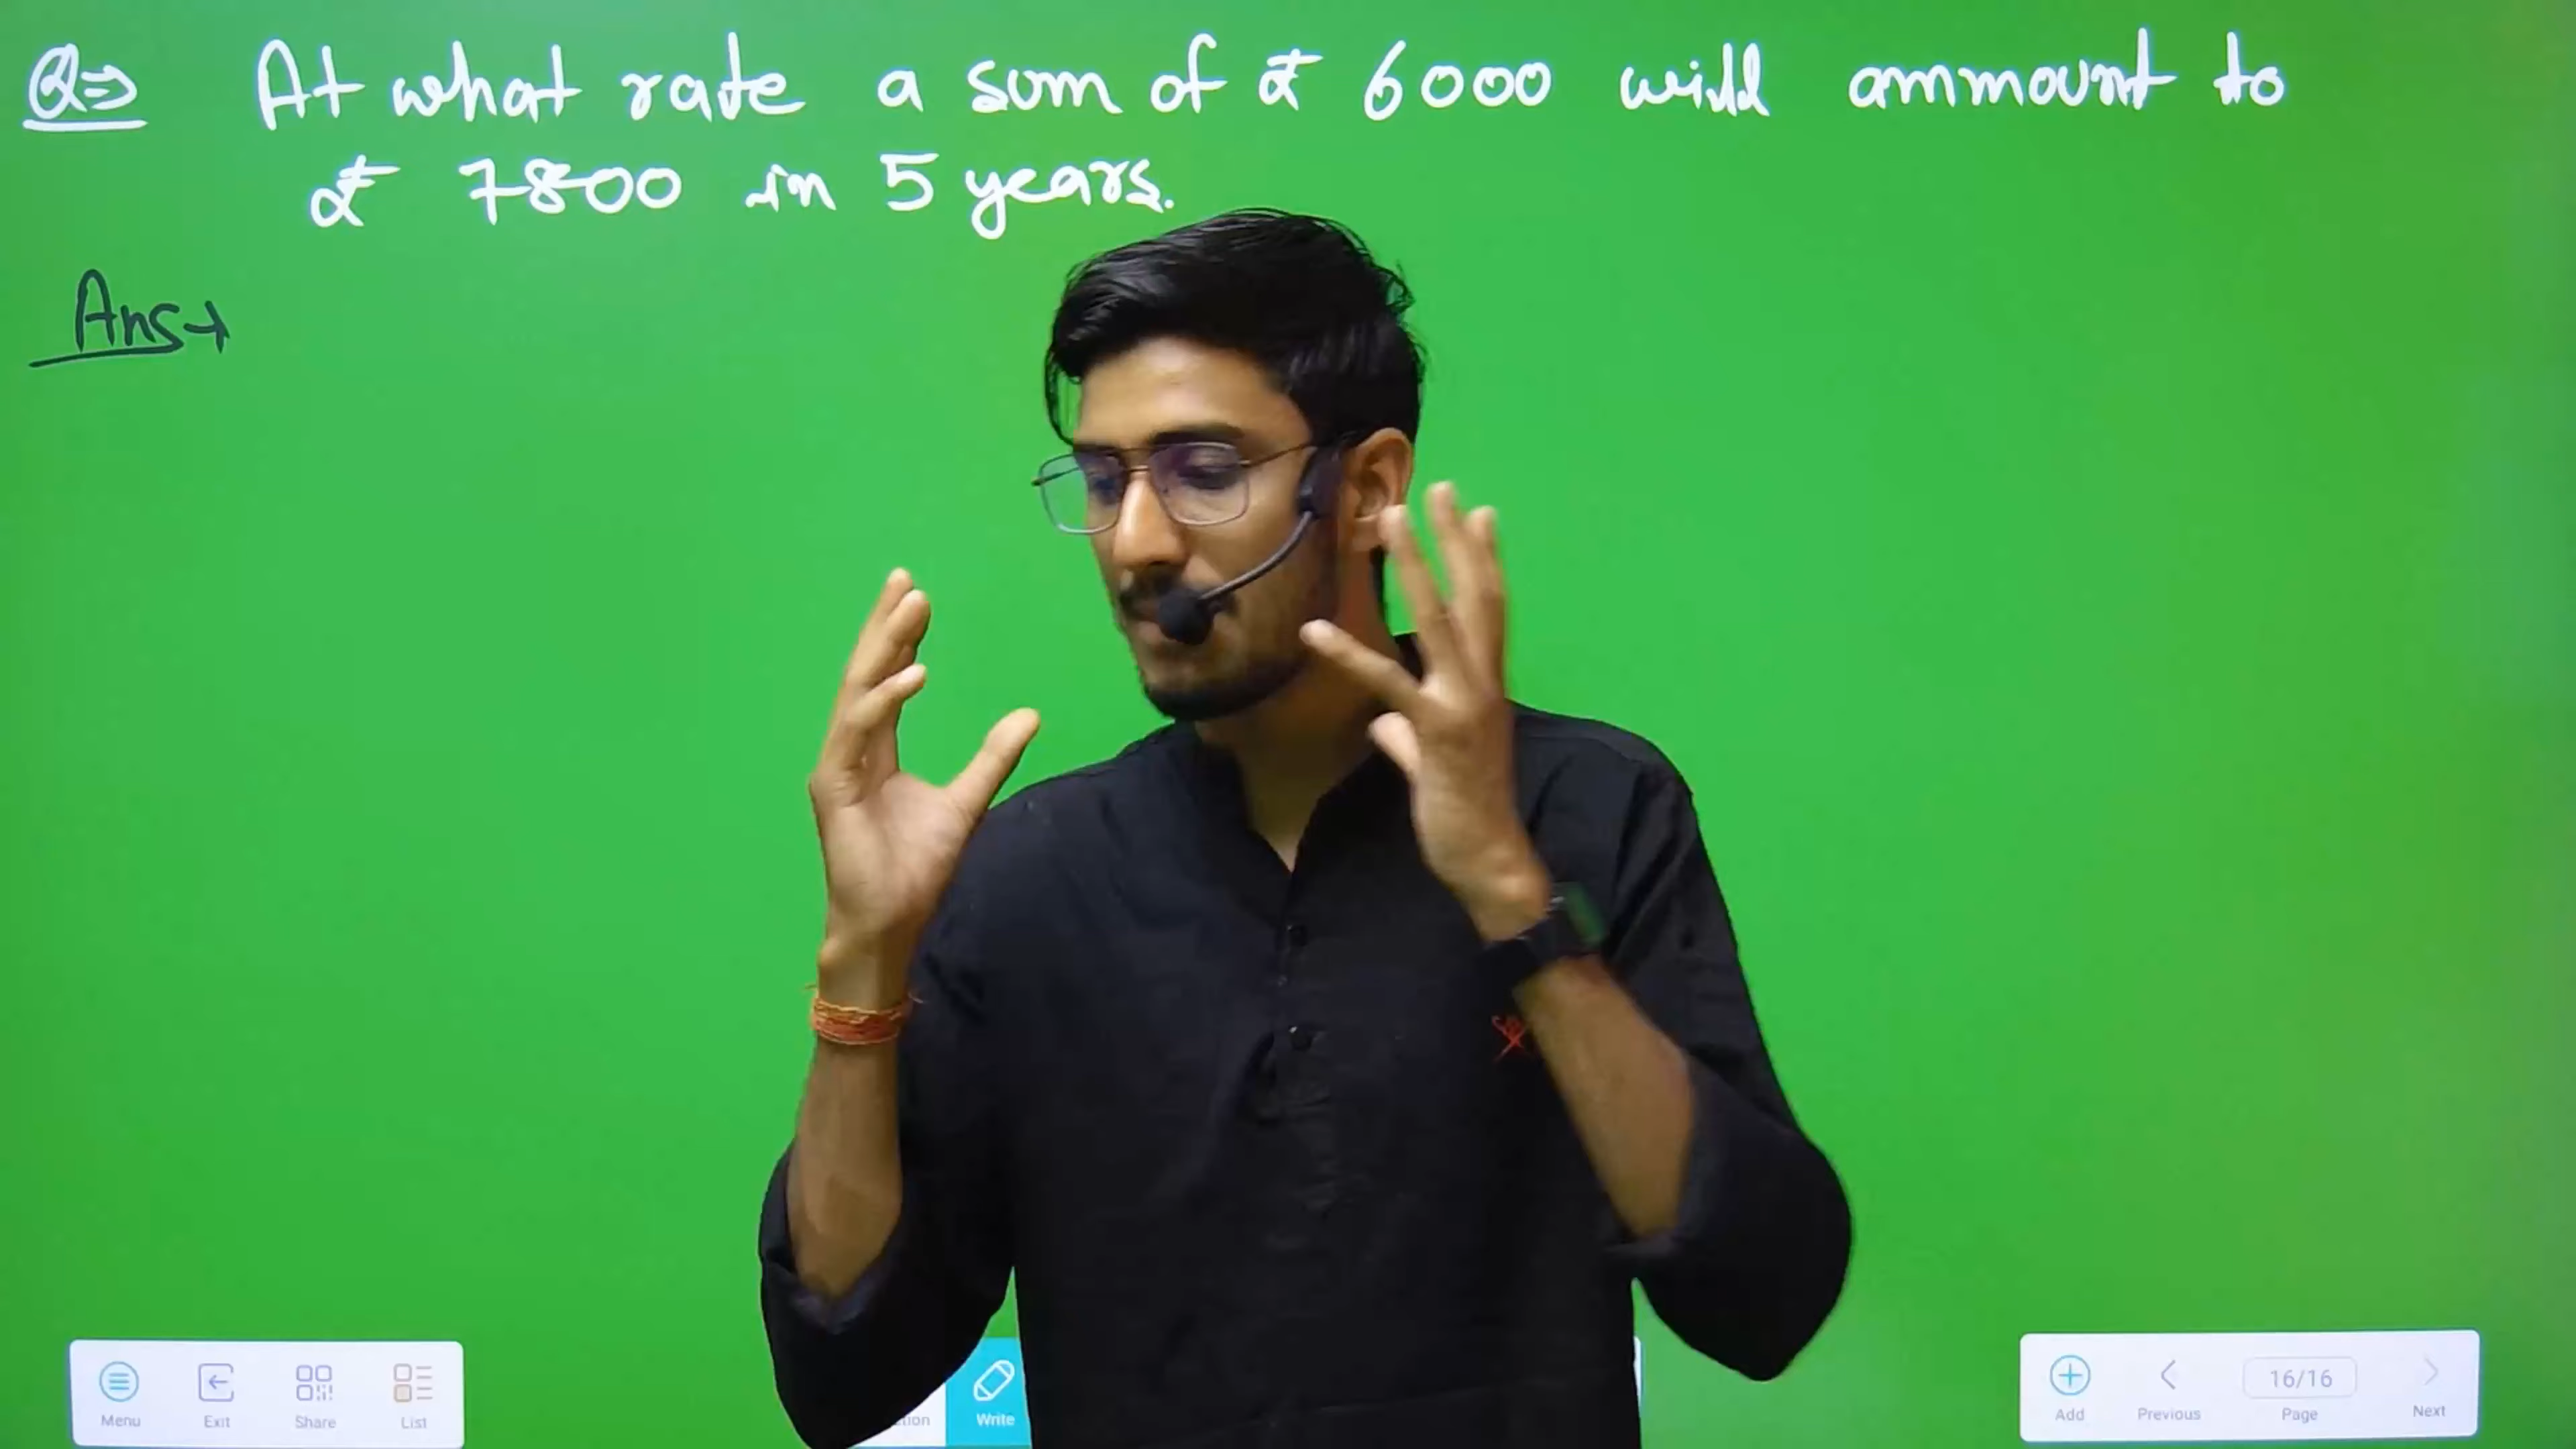 Q⇒ At what rate a sum of ₹ 6000 will ammount to
₹ 7800 in 5 years.
Ans→
Menu Exit Share List
Write
Add Previous 16/16 Page Next